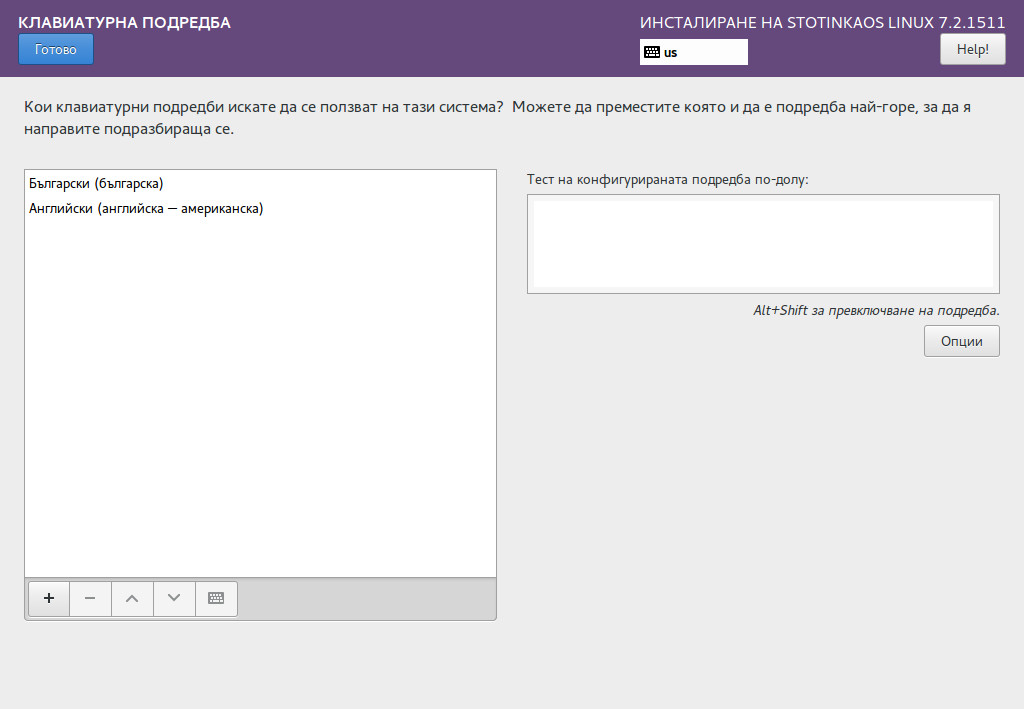 КЛАВИАТУРНА ПОДРЕДБА
ИНСТАЛИРАНЕ НА STOTINKAOS LINUX 7.2.1511
Готово
us
Help!
Кои клавиатурни подредби искате да се ползват на тази система? Можете да преместите която и да е подредба най-горе, за да я
направите подразбираща се.
Български (българска)
Английски (английска — американска)
Тест на конфигурираната подредба по-долу:
Alt+Shift за превключване на подредба.
Опции